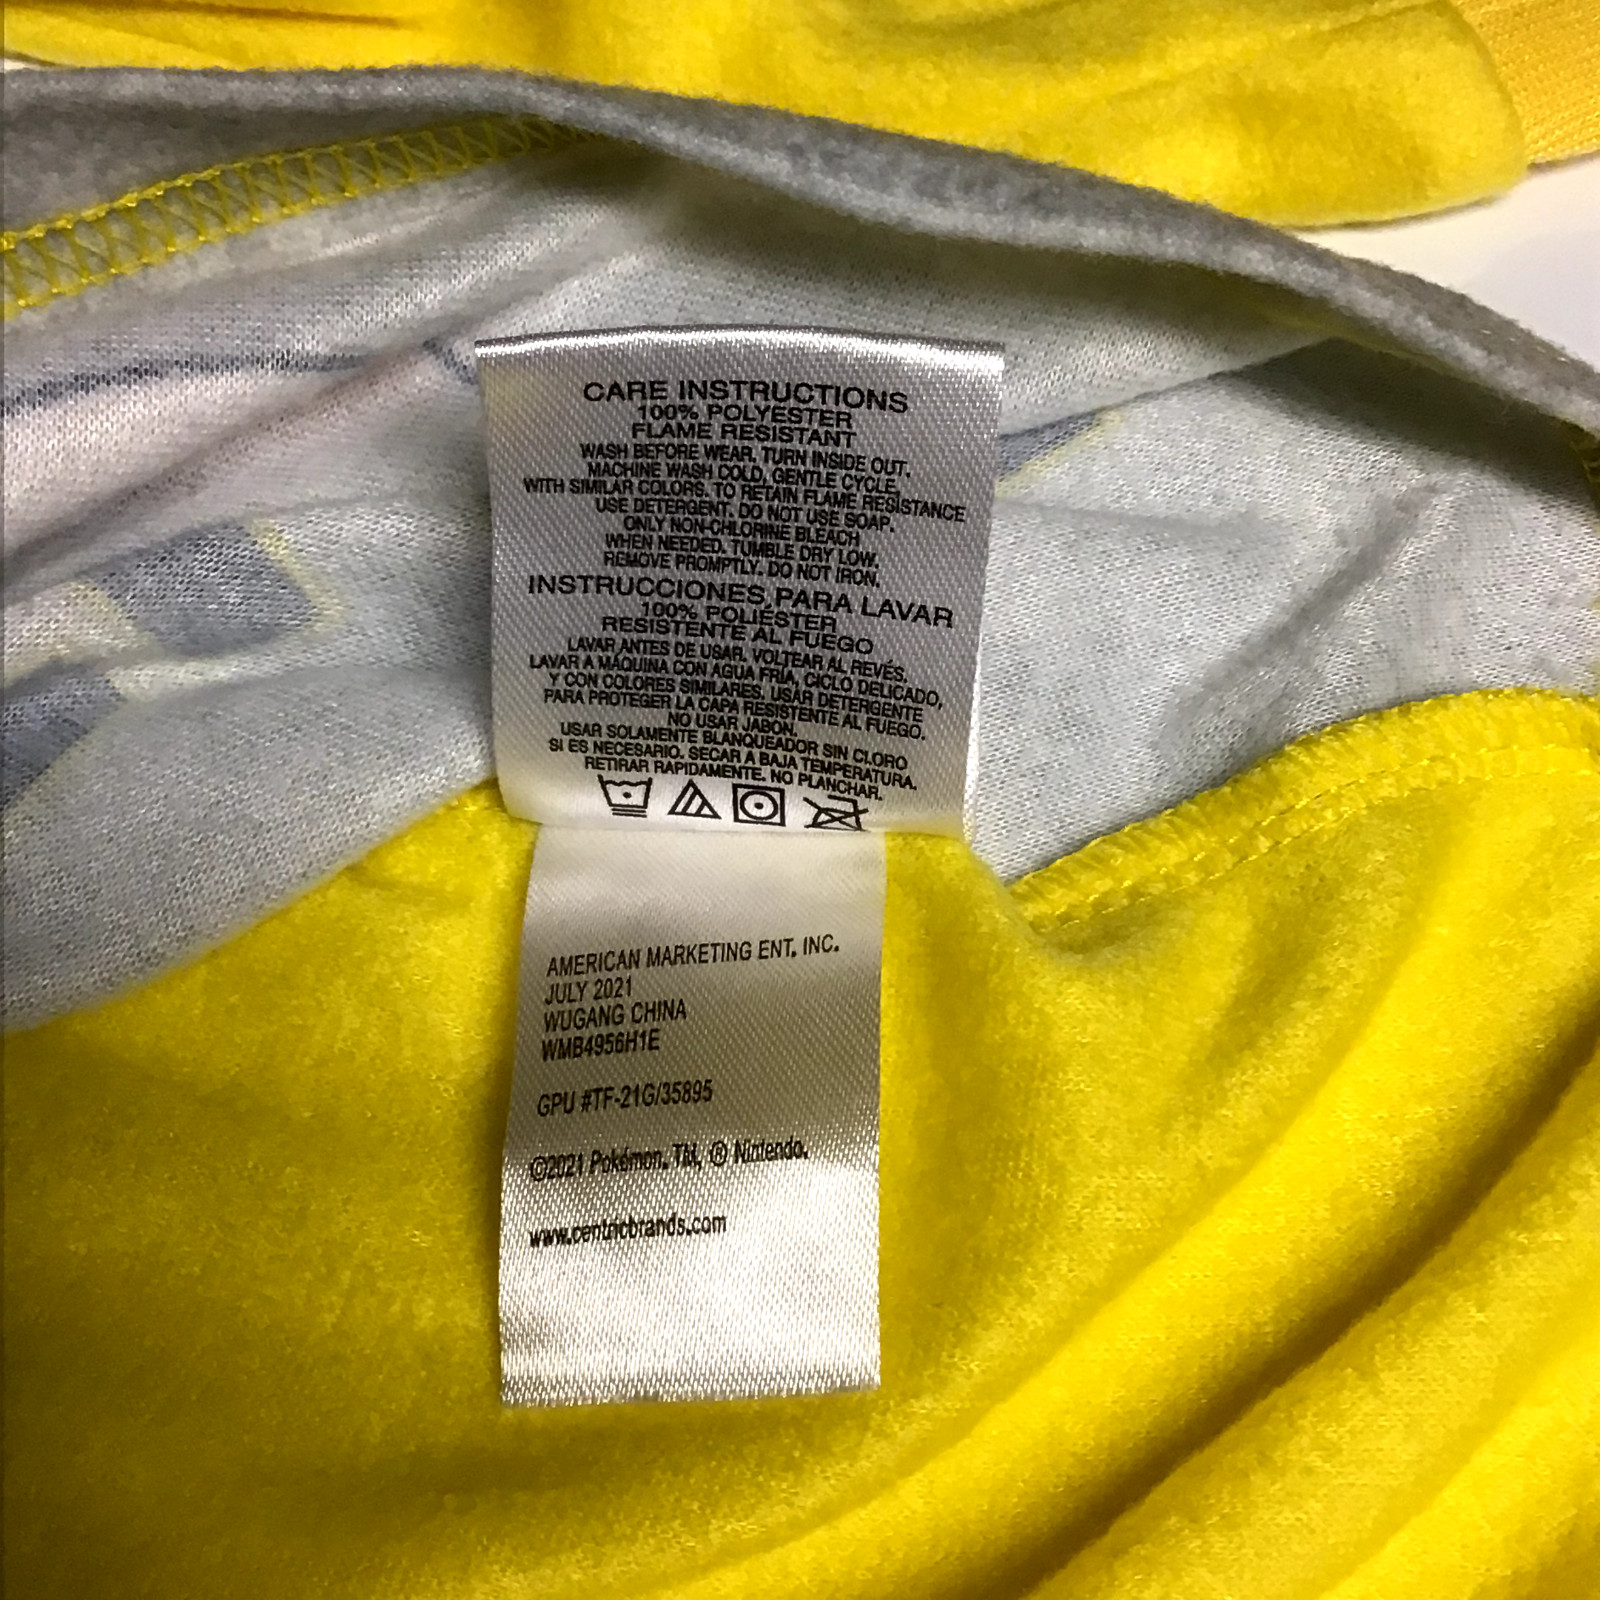 CARE INSTRUCTIONS
100% POLYESTER
FLAME RESISTANT
WASH BEFORE WEAR. TURN INSIDE OUT.
MACHINE WASH COLD, GENTLE CYCLE,
WITH SIMILAR COLORS. TO RETAIN FLAME RESISTANCE
USE DETERGENT. DO NOT USE SOAP.
ONLY NON-CHLORINE BLEACH
WHEN NEEDED. TUMBLE DRY LOW.
REMOVE PROMPTLY. DO NOT IRON.
INSTRUCCIONES PARA LAVAR
100% POLIÉSTER
RESISTENTE AL FUEGO
LAVAR ANTES DE USAR. VOLTEAR AL REVÉS.
LAVAR A MÁQUINA CON AGUA FRÍA, CICLO DELICADO,
Y CON COLORES SIMILARES. USAR DETERGENTE
PARA PROTEGER LA CAPA RESISTENTE AL FUEGO.
NO USAR JABON.
USAR SOLAMENTE BLANQUEADOR SIN CLORO
SI ES NECESARIO. SECAR A BAJA TEMPERATURA.
RETIRAR RAPIDAMENTE. NO PLANCHAR.
AMERICAN MARKETING ENT. INC.
JULY 2021
WUGANG CHINA
WMB4956H1E
GPU #TF-21G/35895
©2021 Pokémon. TM, ® Nintendo.
www.centricbrands.com